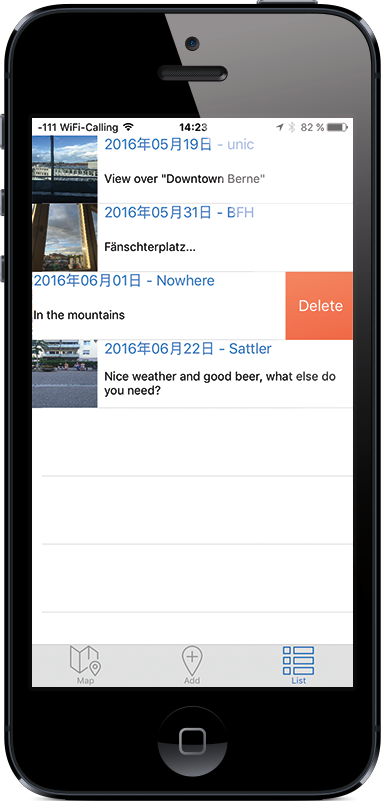 -111 WiFi-Calling 14:23 82 %
2016年05月19日 - unic
View over "Downtown Berne"
2016年05月31日 - BFH
Fänschterplatz...
2016年06月01日 - Nowhere
In the mountains
Delete
2016年06月22日 - Sattler
Nice weather and good beer, what else do
you need?
Map Add List